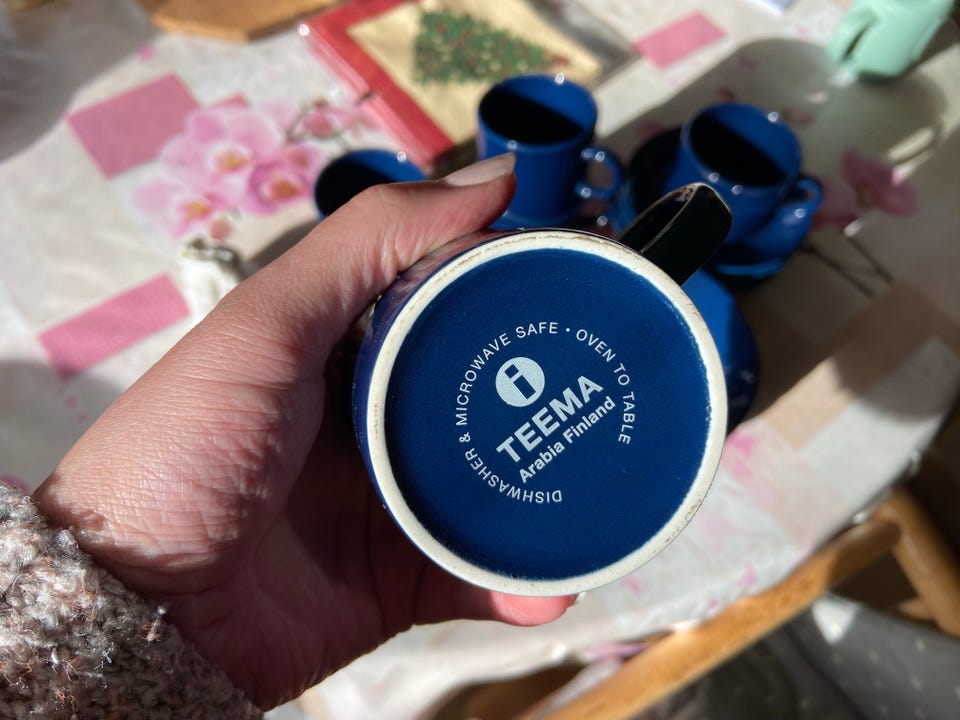 DISHWASHER & MICROWAVE SAFE • OVEN TO TABLE
i
TEEMA
Arabia Finland